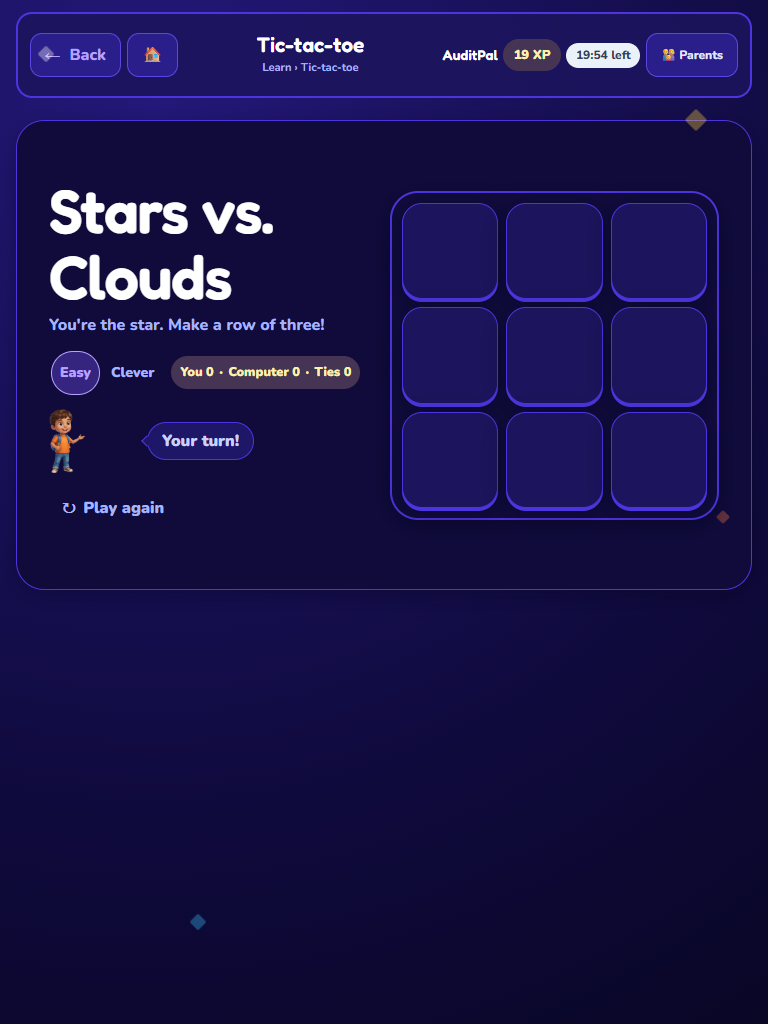 ← Back
Tic-tac-toe
Learn › Tic-tac-toe
AuditPal
19 XP
19:54 left
Parents
Stars vs.
Clouds
You're the star. Make a row of three!
Easy
Clever
You 0 · Computer 0 · Ties 0
Your turn!
↻ Play again